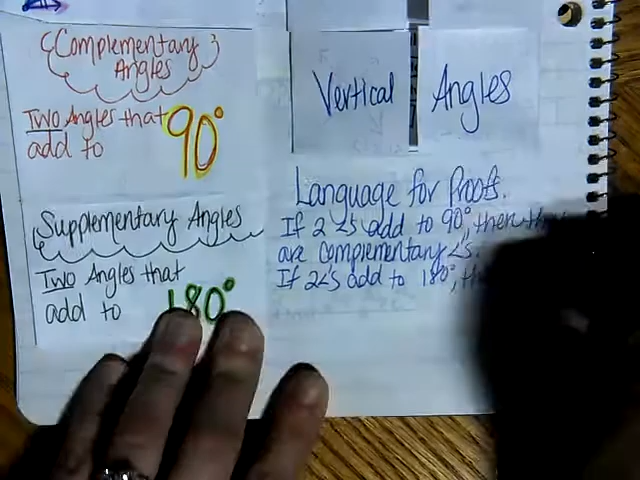 Complementary
Angles
Two Angles that
add to 90°
Supplementary Angles
Two Angles that
add to 180°
Vertical Angles
Language for Proofs.
If 2 ∠s add to 90°, then
are complementary ∠'s.
If 2 ∠'s add to 180°,